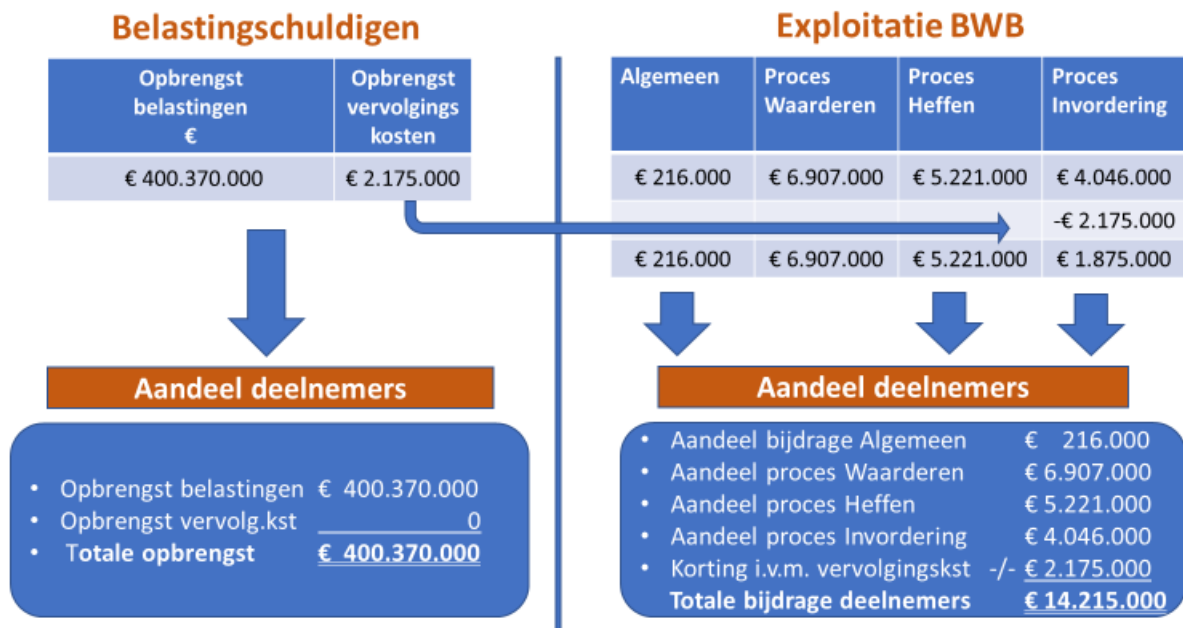 Belastingschuldigen
Opbrengst belastingen € | Opbrengst vervolgings kosten
€ 400.370.000 | € 2.175.000
Aandeel deelnemers
• Opbrengst belastingen € 400.370.000
• Opbrengst vervolg.kst 0
• Totale opbrengst € 400.370.000
Exploitatie BWB
Algemeen | Proces Waarderen | Proces Heffen | Proces Invordering
€ 216.000 | € 6.907.000 | € 5.221.000 | € 4.046.000
-€ 2.175.000
€ 216.000 | € 6.907.000 | € 5.221.000 | € 1.875.000
Aandeel deelnemers
• Aandeel bijdrage Algemeen € 216.000
• Aandeel proces Waarderen € 6.907.000
• Aandeel proces Heffen € 5.221.000
• Aandeel proces Invordering € 4.046.000
• Korting i.v.m. vervolgingskst -/- € 2.175.000
Totale bijdrage deelnemers € 14.215.000